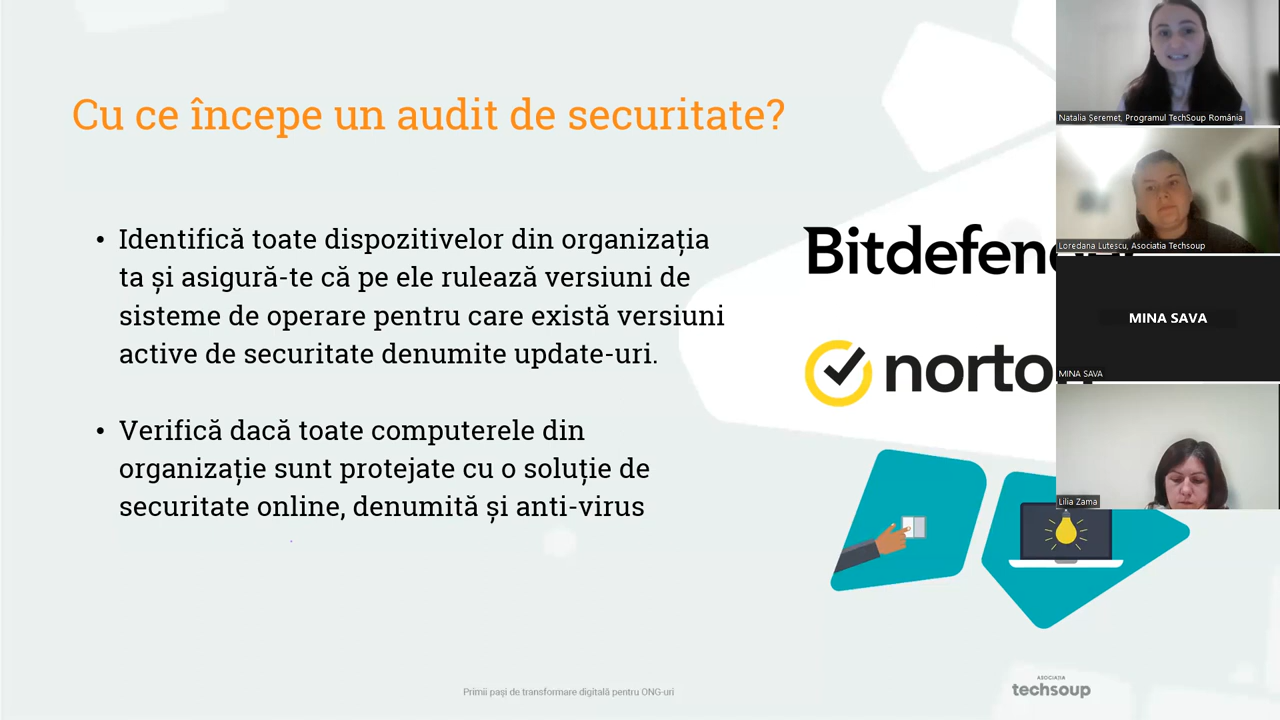 Cu ce începe un audit de securitate?
• Identifică toate dispozitivelor din organizația
ta și asigură-te că pe ele rulează versiuni de
sisteme de operare pentru care există versiuni
active de securitate denumite update-uri.
• Verifică dacă toate computerele din
organizație sunt protejate cu o soluție de
securitate online, denumită și anti-virus
Natalia Șeremet, Programul TechSoup România
Loredana Lutescu, Asociatia Techsoup
MINA SAVA
MINA SAVA
Lilia Zama
Primii pași de transformare digitală pentru ONG-uri
ASOCIAȚIA
techsoup